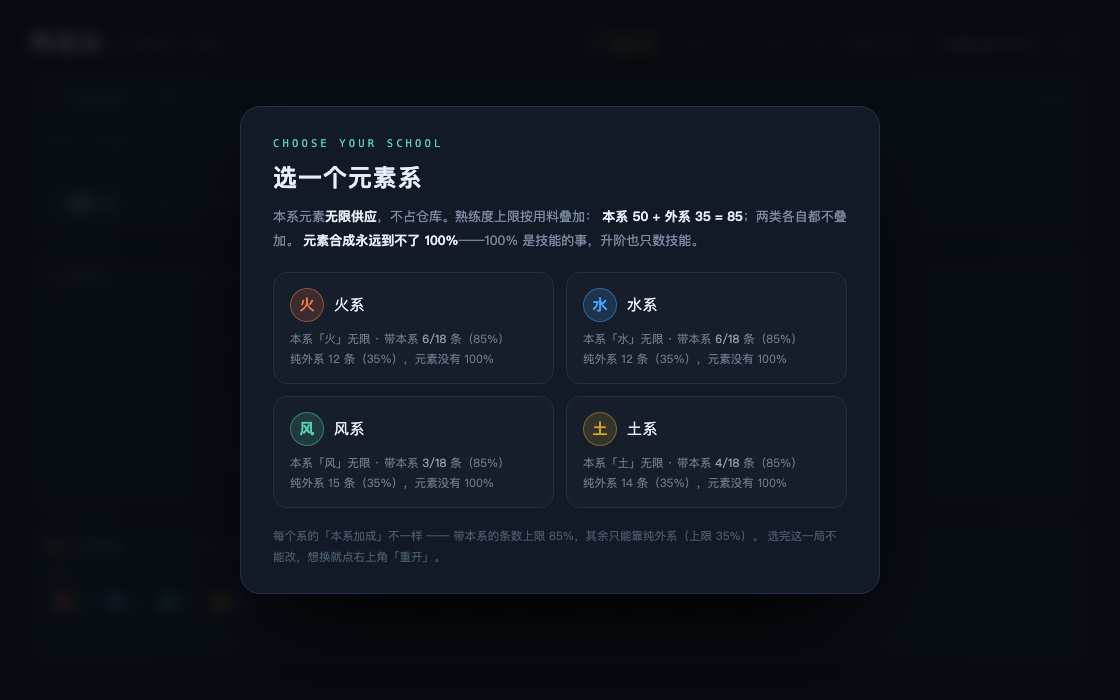 CHOOSE YOUR SCHOOL
选一个元素系
本系元素无限供应，不占仓库。熟练度上限按用料叠加： 本系 50 + 外系 35 = 85；两类各自都不叠
加。 元素合成永远到不了 100%——100% 是技能的事，升阶也只数技能。
火 火系
本系「火」无限 · 带本系 6/18 条（85%）
纯外系 12 条（35%），元素没有 100%
水 水系
本系「水」无限 · 带本系 6/18 条（85%）
纯外系 12 条（35%），元素没有 100%
风 风系
本系「风」无限 · 带本系 3/18 条（85%）
纯外系 15 条（35%），元素没有 100%
土 土系
本系「土」无限 · 带本系 4/18 条（85%）
纯外系 14 条（35%），元素没有 100%
每个系的「本系加成」不一样 —— 带本系的条数上限 85%，其余只能靠纯外系（上限 35%）。 选完这一局不
能改，想换就点右上角「重开」。